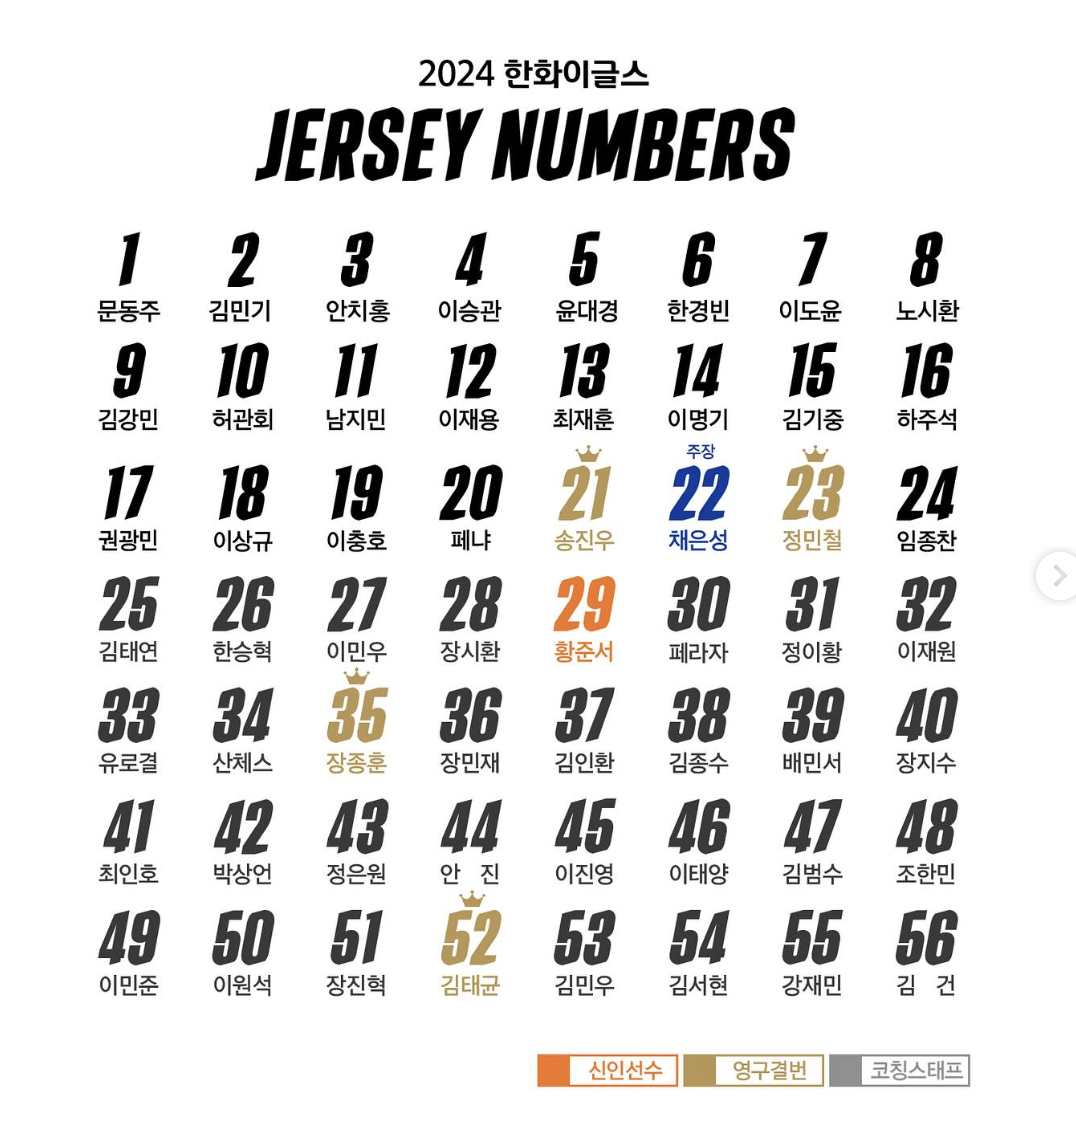 2024 한화이글스
JERSEY NUMBERS
1 2 3 4 5 6 7 8
문동주 김민기 안치홍 이승관 윤대경 한경빈 이도윤 노시환
9 10 11 12 13 14 15 16
김강민 허관회 남지민 이재용 최재훈 이명기 김기중 하주석
주장
17 18 19 20 21 22 23 24
권광민 이상규 이충호 페냐 송진우 채은성 정민철 임종찬
25 26 27 28 29 30 31 32
김태연 한승혁 이민우 장시환 황준서 페라자 정이황 이재원
33 34 35 36 37 38 39 40
유로결 산체스 장종훈 장민재 김인환 김종수 배민서 장지수
41 42 43 44 45 46 47 48
최인호 박상언 정은원 안 진 이진영 이태양 김범수 조한민
49 50 51 52 53 54 55 56
이민준 이원석 장진혁 김태균 김민우 김서현 강재민 김 건
신인선수 영구결번 코칭스태프